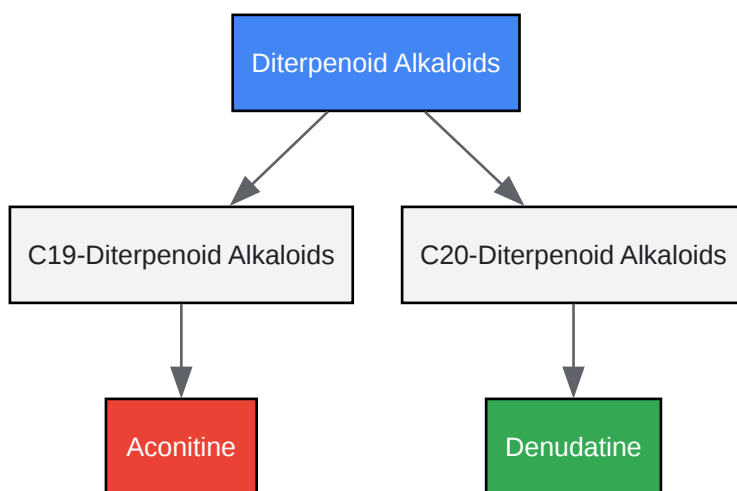 Diterpenoid Alkaloids
C19-Diterpenoid Alkaloids
C20-Diterpenoid Alkaloids
Aconitine
Denudatine